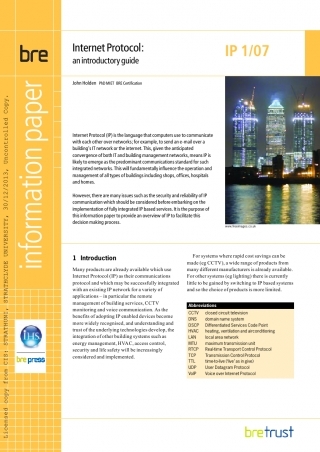 Licensed copy from CIS: STRATHUNI, STRATHCLYDE UNIVERSITY, 30/12/2013, Uncontrolled Copy.
bre
information paper
IHS
bre press
Internet Protocol:
an introductory guide
IP 1/07
John Holden PhD MIET BRE Certification
Internet Protocol (IP) is the language that computers use to communicate
with each other over networks; for example, to send an e-mail over a
building's IT network or the internet. This, given the anticipated
convergence of both IT and building management networks, means IP is
likely to emerge as the predominant communications standard for such
integrated networks. This will fundamentally influence the operation and
management of all types of buildings including shops, offices, hospitals
and homes.
However, there are many issues such as the security and reliability of IP
communication which should be considered before embarking on the
implementation of fully integrated IP based services. It is the purpose of
this information paper to provide an overview of IP to facilitate this
decision making process.
www.freeimages.co.uk
1 Introduction
Many products are already available which use
Internet Protocol (IP) as their communications
protocol and which may be successfully integrated
with an existing IP network for a variety of
applications – in particular the remote
management of building services, CCTV
monitoring and voice communication. As the
benefits of adopting IP enabled devices become
more widely recognised, and understanding and
trust of the underlying technologies develop, the
integration of other building systems such as
energy management, HVAC, access control,
security and life safety will be increasingly
considered and implemented.
For systems where rapid cost savings can be
made (eg CCTV), a wide range of products from
many different manufacturers is already available.
For other systems (eg lighting) there is currently
little to be gained by switching to IP based systems
and so the choice of products is more limited.
Abbreviations
CCTV closed circuit television
DNS domain name system
DSCP Differentiated Services Code Point
HVAC heating, ventilation and airconditioning
LAN local area network
MTU maximum transmission unit
RTCP Real-time Transport Control Protocol
TCP Transmission Control Protocol
TTL time-to-live ('live' as in give)
UDP User Datagram Protocol
VoIP Voice over Internet Protocol
bretrust